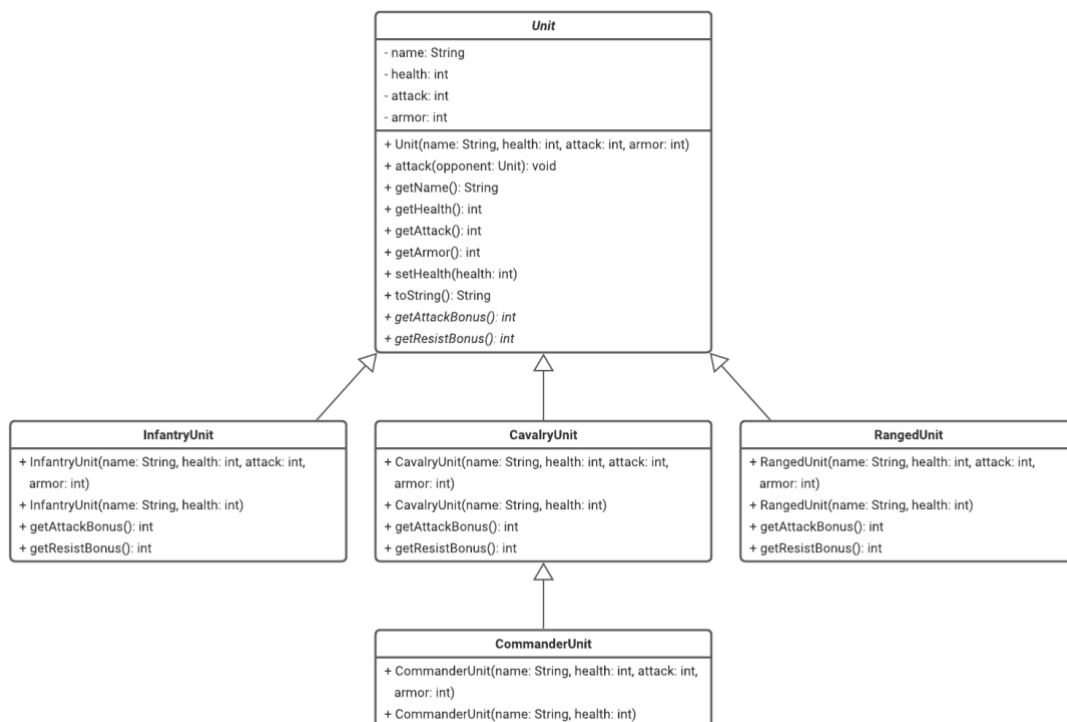 Unit
- name: String
- health: int
- attack: int
- armor: int
+ Unit(name: String, health: int, attack: int, armor: int)
+ attack(opponent: Unit): void
+ getName(): String
+ getHealth(): int
+ getAttack(): int
+ getArmor(): int
+ setHealth(health: int)
+ toString(): String
+ getAttackBonus(): int
+ getResistBonus(): int
InfantryUnit
+ InfantryUnit(name: String, health: int, attack: int,
armor: int)
+ InfantryUnit(name: String, health: int)
+ getAttackBonus(): int
+ getResistBonus(): int
CavalryUnit
+ CavalryUnit(name: String, health: int, attack: int,
armor: int)
+ CavalryUnit(name: String, health: int)
+ getAttackBonus(): int
+ getResistBonus(): int
RangedUnit
+ RangedUnit(name: String, health: int, attack: int,
armor: int)
+ RangedUnit(name: String, health: int)
+ getAttackBonus(): int
+ getResistBonus(): int
CommanderUnit
+ CommanderUnit(name: String, health: int, attack: int,
armor: int)
+ CommanderUnit(name: String, health: int)